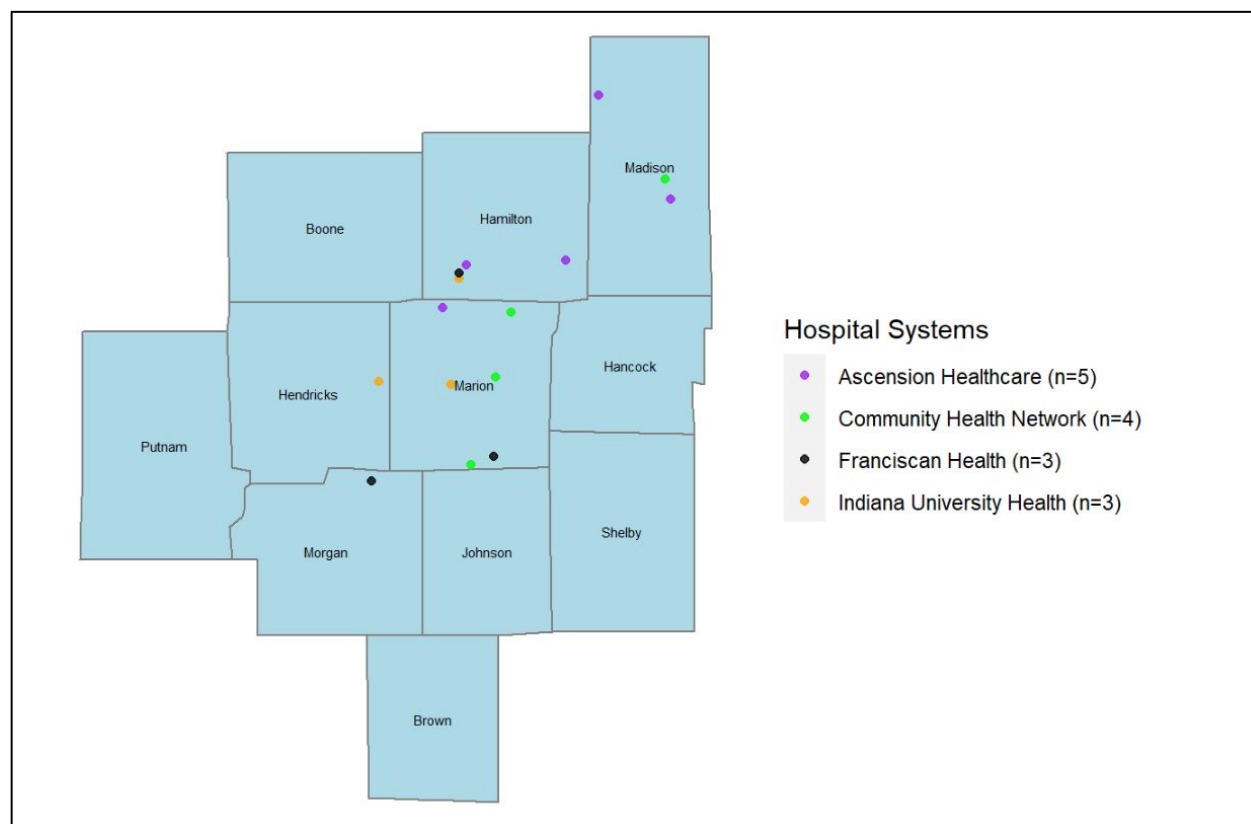 Madison
Hamilton
Boone
Hospital Systems
Ascension Healthcare (n=5)
Community Health Network (n=4)
Franciscan Health (n=3)
Indiana University Health (n=3)
Hancock
Marion
Hendricks
Putnam
Shelby
Morgan
Johnson
Brown